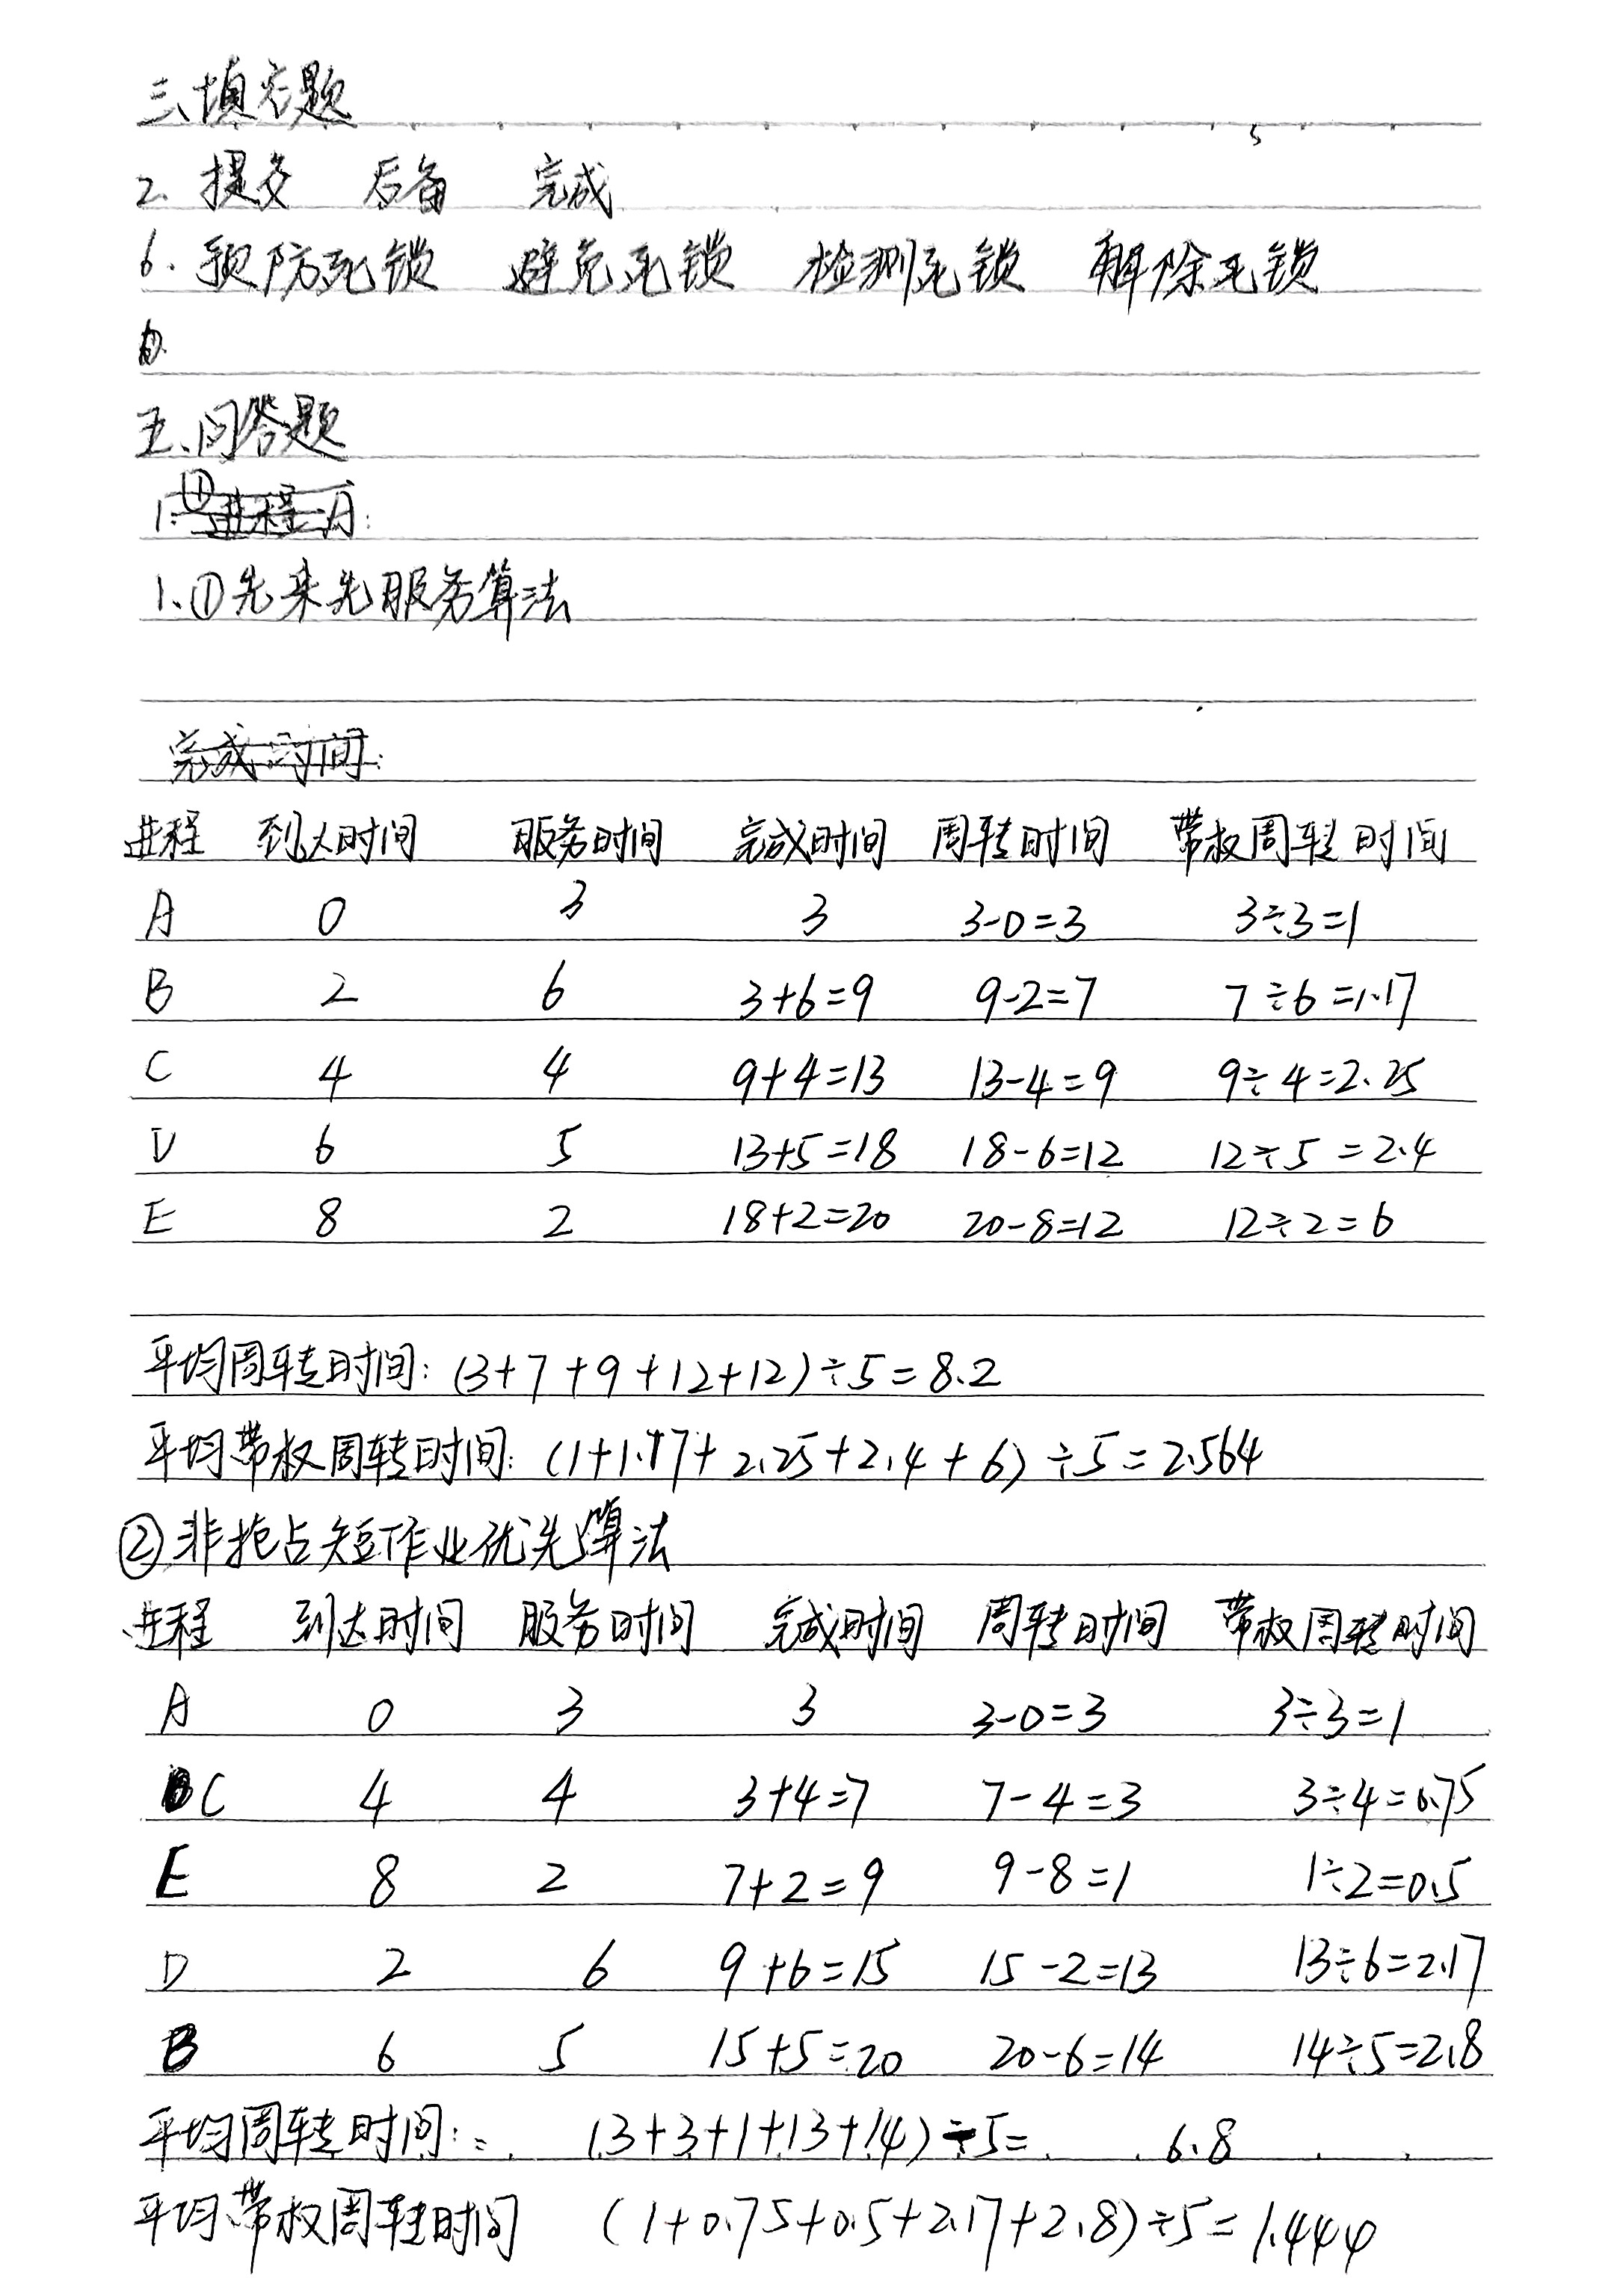 三、填空题
2. 提交 后备 完成
6. 预防死锁 避免死锁 检测死锁 解除死锁
五、问答题
1. ① 进程A:
1、①先来先服务算法
完成时间:
进程 到达时间 服务时间 完成时间 周转时间 带权周转时间
A 0 3 3 3-0=3 3÷3=1
B 2 6 3+6=9 9-2=7 7÷6=1.17
C 4 4 9+4=13 13-4=9 9÷4=2.25
D 6 5 13+5=18 18-6=12 12÷5=2.4
E 8 2 18+2=20 20-8=12 12÷2=6
平均周转时间: (3+7+9+12+12)÷5=8.2
平均带权周转时间: (1+1.17+2.25+2.4+6)÷5=2.564
②非抢占短作业优先算法
进程 到达时间 服务时间 完成时间 周转时间 带权周转时间
A 0 3 3 3-0=3 3÷3=1
C 4 4 3+4=7 7-4=3 3÷4=0.75
E 8 2 7+2=9 9-8=1 1÷2=0.5
D 2 6 9+6=15 15-2=13 13÷6=2.17
B 6 5 15+5=20 20-6=14 14÷5=2.8
平均周转时间: = (3+3+1+13+14)÷5= 6.8
平均带权周转时间 (1+0.75+0.5+2.17+2.8)÷5=1.444